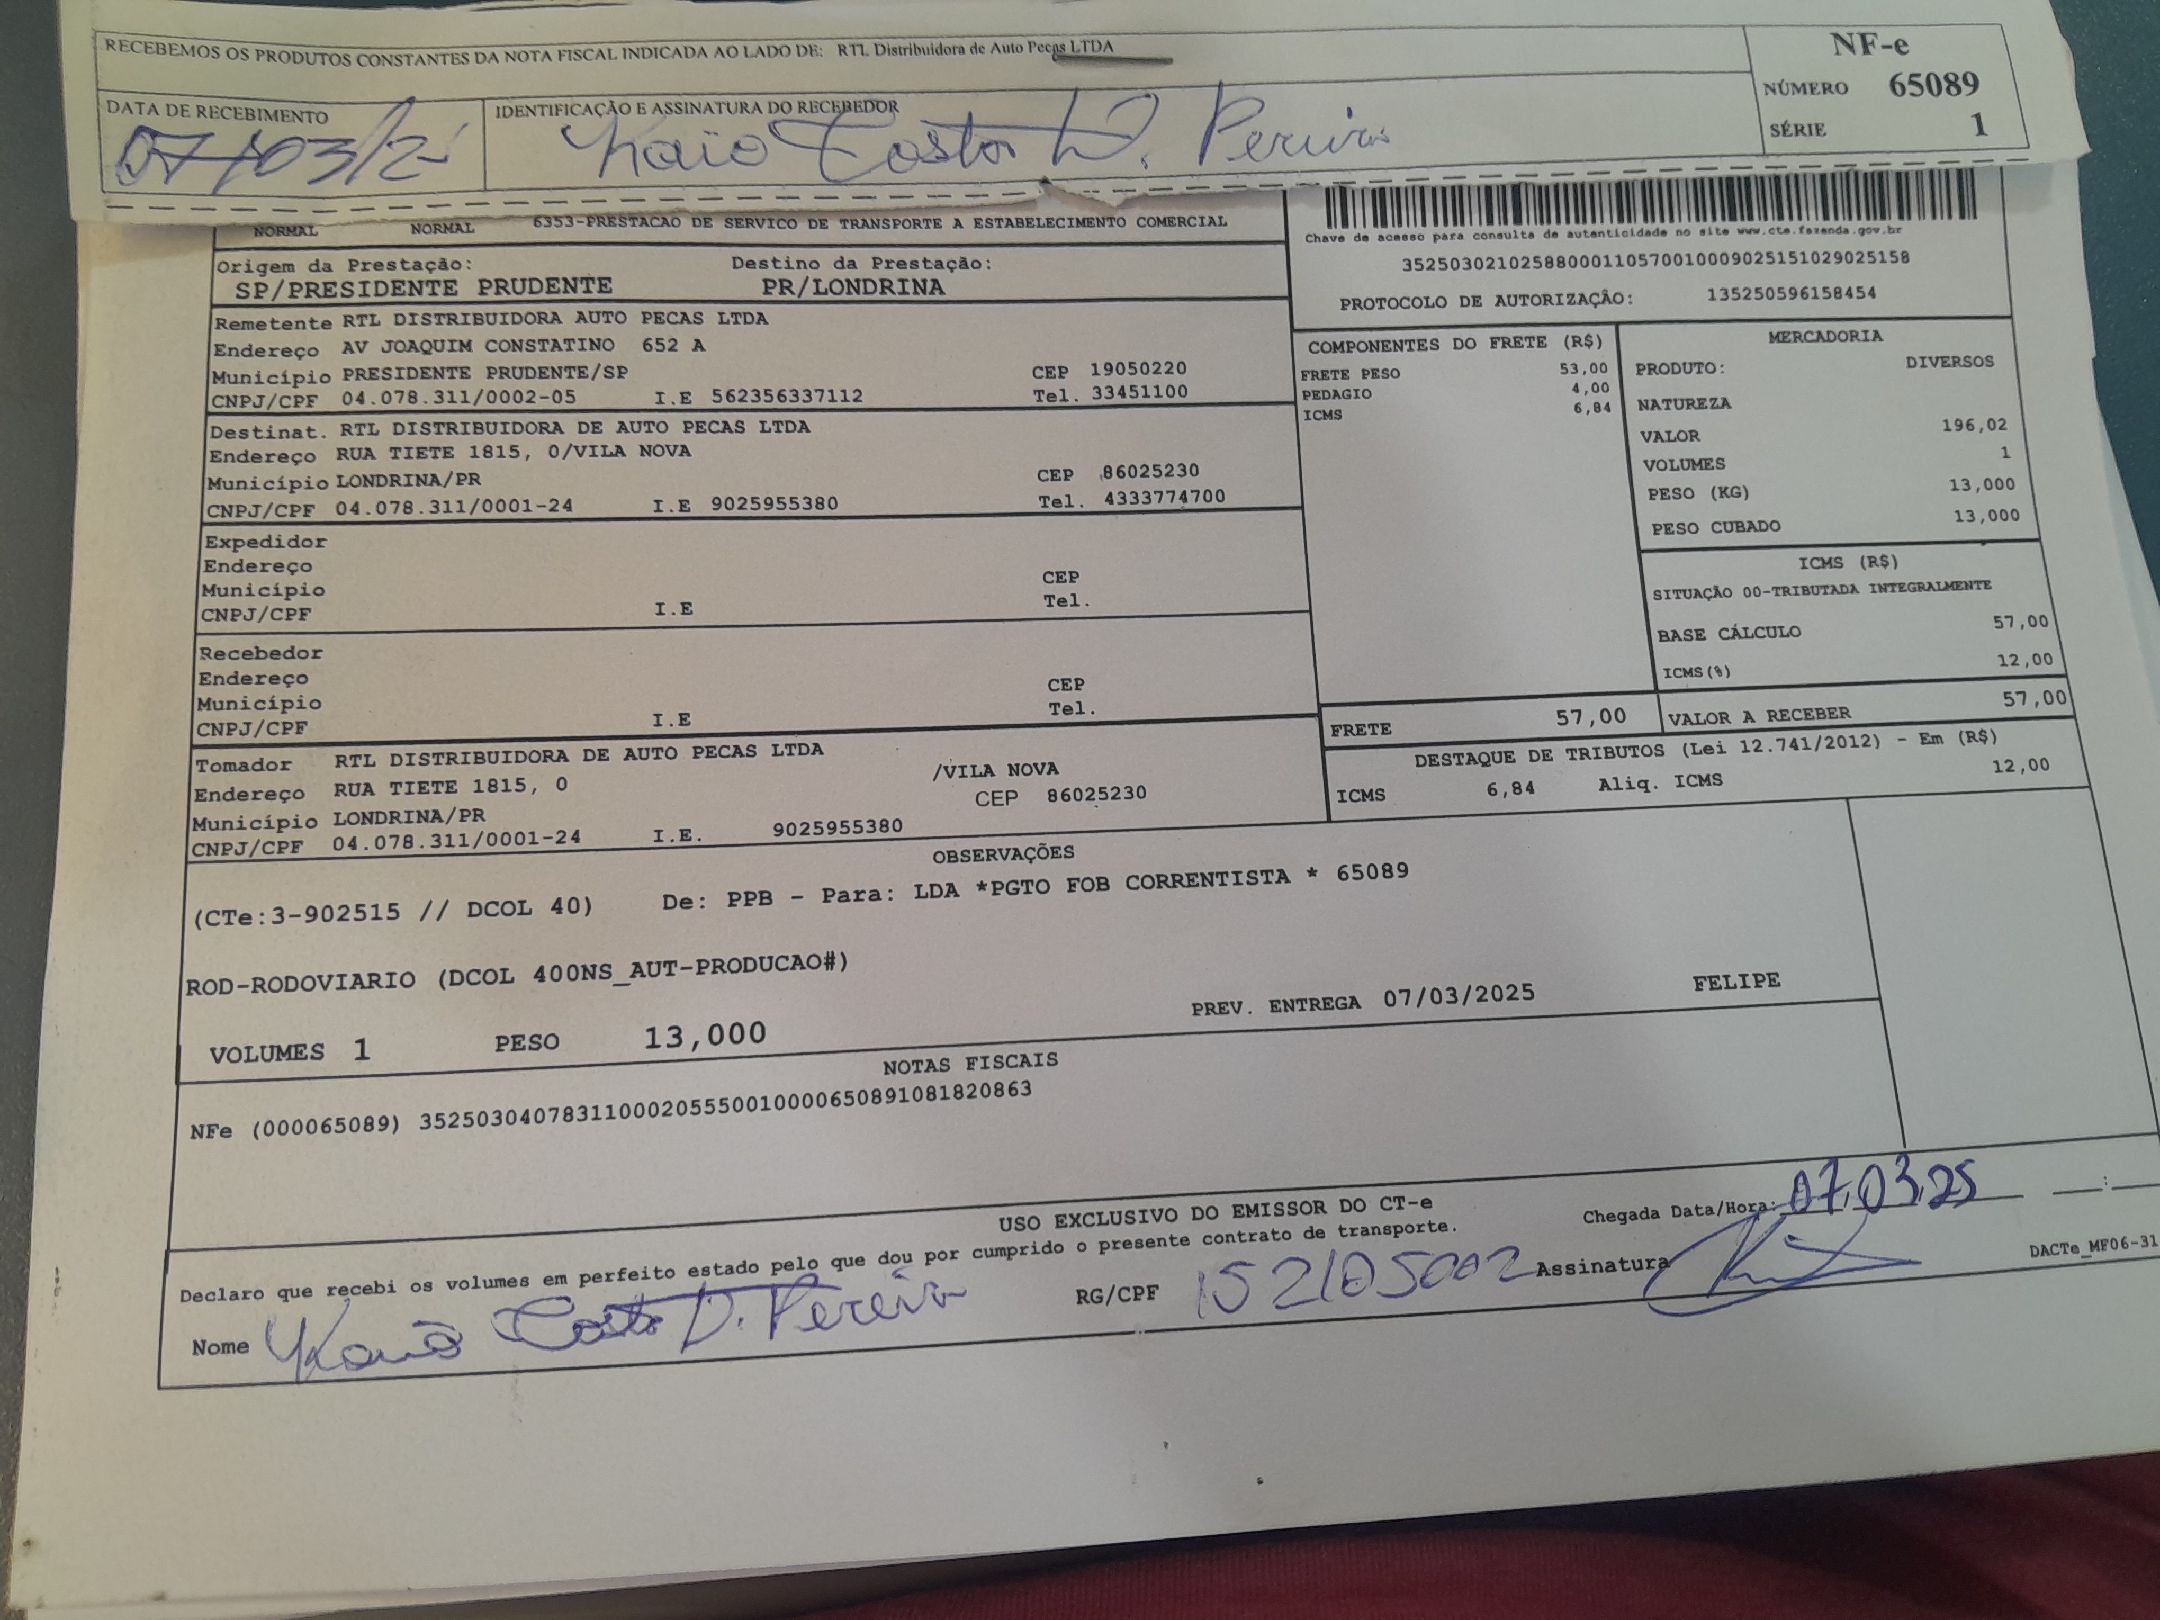 RECEBEMOS OS PRODUTOS CONSTANTES DA NOTA FISCAL INDICADA AO LADO DE: RTL Distribuidora de Auto Peças LTDA
NF-e
NÚMERO 65089
SÉRIE 1
DATA DE RECEBIMENTO
07/03/2
IDENTIFICAÇÃO E ASSINATURA DO RECEBEDOR
Kaio Costa D. Pereira
NORMAL NORMAL 6353-PRESTACAO DE SERVICO DE TRANSPORTE A ESTABELECIMENTO COMERCIAL
Chave de acesso para consulta de autenticidade no site www.cte.fazenda.gov.br
35250302102588000110570010009025151029025158
PROTOCOLO DE AUTORIZAÇÃO: 135250596158454
Origem da Prestação: Destino da Prestação:
SP/PRESIDENTE PRUDENTE PR/LONDRINA
Remetente RTL DISTRIBUIDORA AUTO PECAS LTDA
Endereço AV JOAQUIM CONSTATINO 652 A
Município PRESIDENTE PRUDENTE/SP CEP 19050220
CNPJ/CPF 04.078.311/0002-05 I.E 562356337112 Tel. 33451100
Destinat. RTL DISTRIBUIDORA DE AUTO PECAS LTDA
Endereço RUA TIETE 1815, 0/VILA NOVA
Município LONDRINA/PR CEP 86025230
CNPJ/CPF 04.078.311/0001-24 I.E 9025955380 Tel. 4333774700
Expedidor
Endereço
Município CEP
CNPJ/CPF I.E Tel.
Recebedor
Endereço
Município CEP
CNPJ/CPF I.E Tel.
Tomador RTL DISTRIBUIDORA DE AUTO PECAS LTDA
Endereço RUA TIETE 1815, 0 /VILA NOVA
Município LONDRINA/PR CEP 86025230
CNPJ/CPF 04.078.311/0001-24 I.E. 9025955380
COMPONENTES DO FRETE (R$)
FRETE PESO 53,00
PEDAGIO 4,00
ICMS 6,84
MERCADORIA
PRODUTO: DIVERSOS
NATUREZA
VALOR 196,02
VOLUMES 1
PESO (KG) 13,000
PESO CUBADO 13,000
ICMS (R$)
SITUAÇÃO 00-TRIBUTADA INTEGRALMENTE
BASE CÁLCULO 57,00
ICMS(%) 12,00
FRETE 57,00 VALOR A RECEBER 57,00
DESTAQUE DE TRIBUTOS (Lei 12.741/2012) - Em (R$)
ICMS 6,84 Aliq. ICMS 12,00
OBSERVAÇÕES
(CTe:3-902515 // DCOL 40) De: PPB - Para: LDA *PGTO FOB CORRENTISTA * 65089
ROD-RODOVIARIO (DCOL 400NS_AUT-PRODUCAO#)
PREV. ENTREGA 07/03/2025 FELIPE
VOLUMES 1 PESO 13,000
NOTAS FISCAIS
NFe (000065089) 35250304078311000205550010000650891081820863
USO EXCLUSIVO DO EMISSOR DO CT-e
Declaro que recebi os volumes em perfeito estado pelo que dou por cumprido o presente contrato de transporte.
Chegada Data/Hora: 07.03.25 :
Nome Kaio Costa D. Pereira RG/CPF 152105002 Assinatura
DACTe_MF06-31